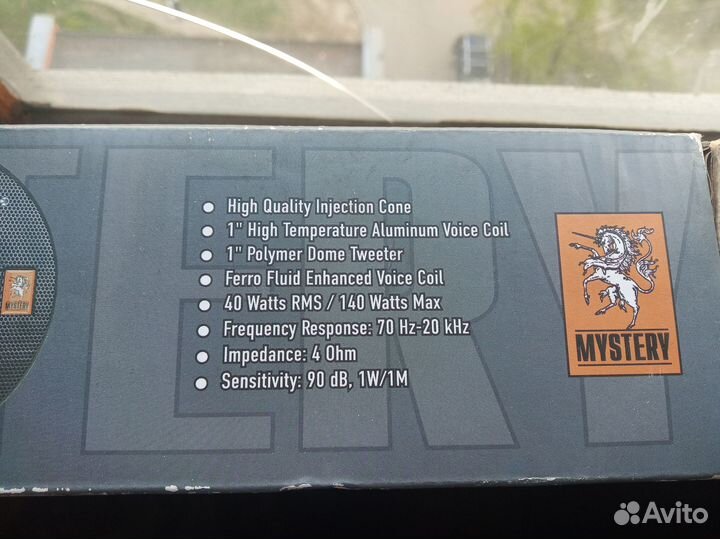 ERY
• High Quality Injection Cone
• 1" High Temperature Aluminum Voice Coil
• 1" Polymer Dome Tweeter
• Ferro Fluid Enhanced Voice Coil
• 40 Watts RMS / 140 Watts Max
• Frequency Response: 70 Hz-20 kHz
• Impedance: 4 Ohm
• Sensitivity: 90 dB, 1W/1M
MYSTERY
MYSTERY
Avito